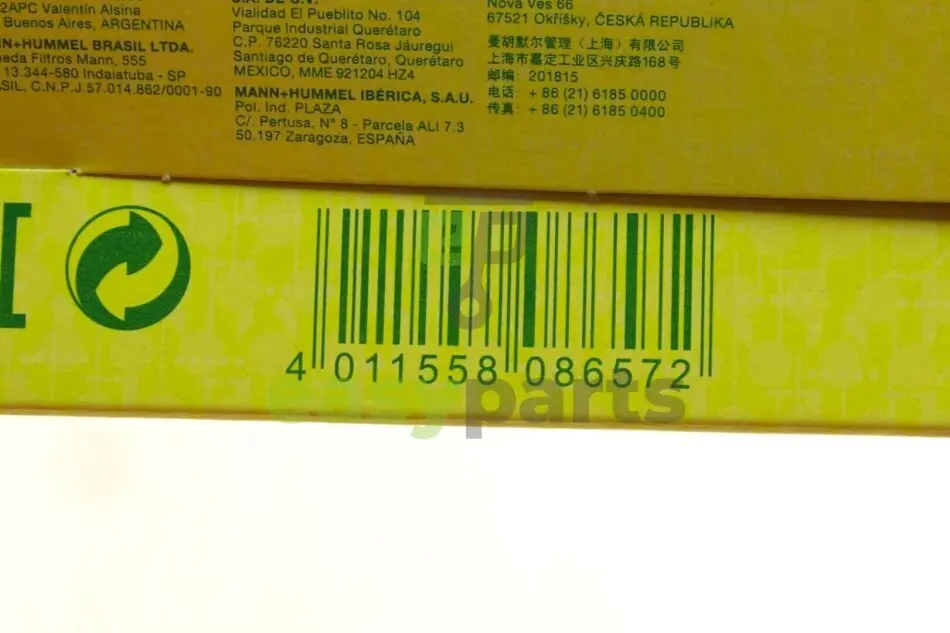 2APC Valentín Alsina
Buenos Aires, ARGENTINA
N+HUMMEL BRASIL LTDA.
eda Filtros Mann, 555
13.344-580 Indaiatuba - SP
SIL, C.N.P.J.57.014.862/0001-90
Vialidad El Pueblito No. 104
Parque Industrial Querétaro
C.P. 76220 Santa Rosa Jáuregui
Santiago de Querétaro, Querétaro
MEXICO, MME 921204 HZ4
MANN+HUMMEL IBÉRICA, S.A.U.
Pol. Ind. PLAZA
C/. Pertusa, N° 8 - Parcela ALI 7.3
50.197 Zaragoza, ESPAÑA
Nová Ves 66
67521 Okříšky, ČESKÁ REPUBLIKA
曼胡默尔管理（上海）有限公司
上海市嘉定工业区兴庆路168号
邮编: 201815
电话: + 86 (21) 6185 0000
传真: + 86 (21) 6185 0400
4 011558 086572
easyparts